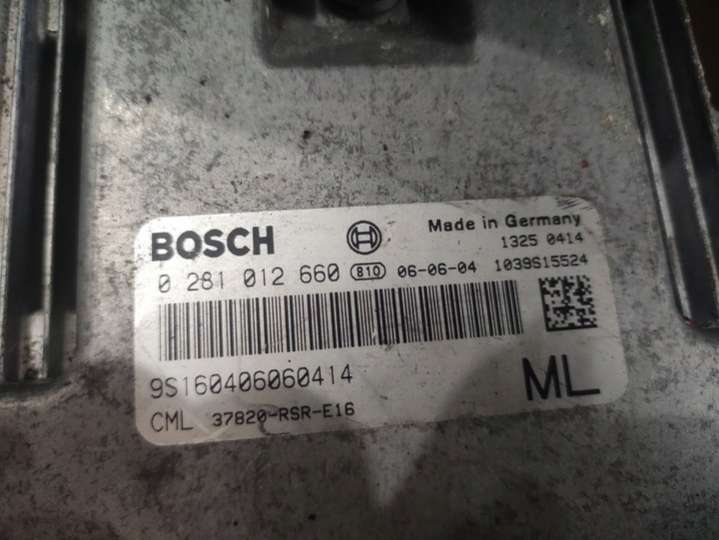 BOSCH
Made in Germany
1325 0414
0 281 012 660 810 06-06-04 1039S15524
9S160406060414
ML
CML 37820-RSR-E16